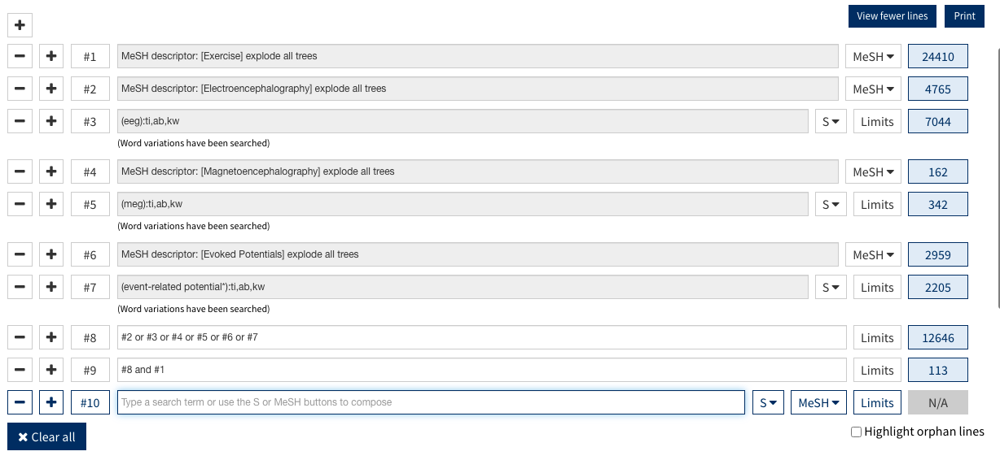 View fewer lines Print
#1 MeSH descriptor: [Exercise] explode all trees MeSH 24410
#2 MeSH descriptor: [Electroencephalography] explode all trees MeSH 4765
#3 (eeg):ti,ab,kw S Limits 7044
(Word variations have been searched)
#4 MeSH descriptor: [Magnetoencephalography] explode all trees MeSH 162
#5 (meg):ti,ab,kw S Limits 342
(Word variations have been searched)
#6 MeSH descriptor: [Evoked Potentials] explode all trees MeSH 2959
#7 (event-related potential*):ti,ab,kw S Limits 2205
(Word variations have been searched)
#8 #2 or #3 or #4 or #5 or #6 or #7 Limits 12646
#9 #8 and #1 Limits 113
#10 Type a search term or use the S or MeSH buttons to compose S MeSH Limits N/A
Clear all Highlight orphan lines